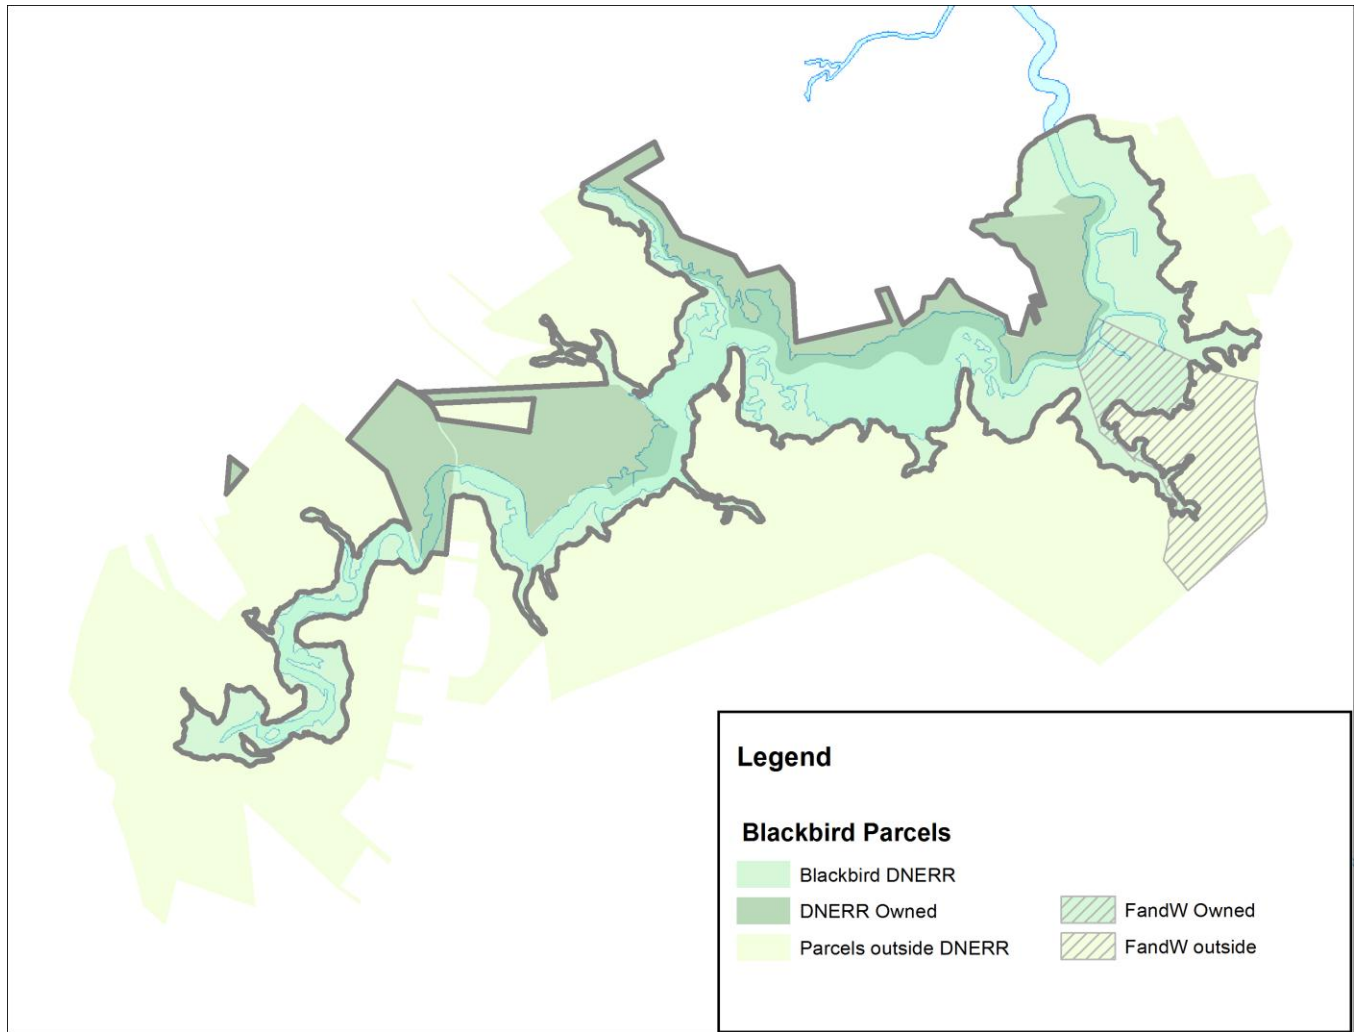 Legend
Blackbird Parcels
Blackbird DNERR
DNERR Owned
Parcels outside DNERR
FandW Owned
FandW outside